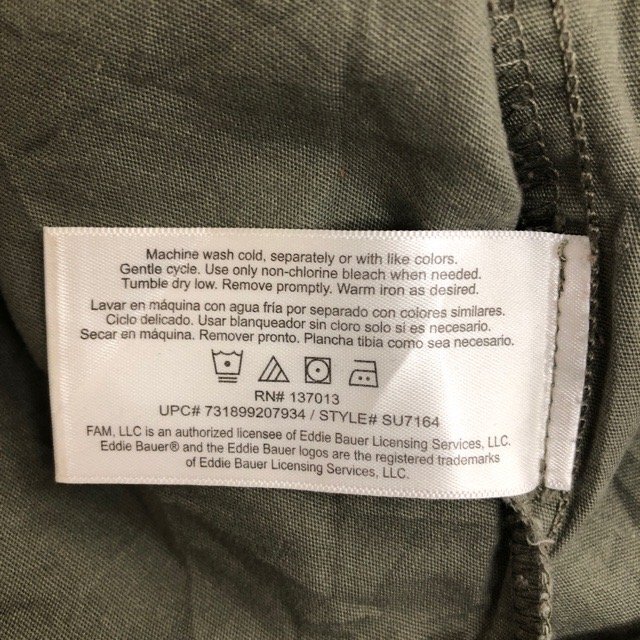 Machine wash cold, separately or with like colors.
Gentle cycle. Use only non-chlorine bleach when needed.
Tumble dry low. Remove promptly. Warm iron as desired.
Lavar en máquina con agua fría por separado con colores similares.
Ciclo delicado. Usar blanqueador sin cloro solo si es necesario.
Secar en máquina. Remover pronto. Plancha tibia como sea necesario.
RN# 137013
UPC# 731899207934 / STYLE# SU7164
FAM, LLC is an authorized licensee of Eddie Bauer Licensing Services, LLC.
Eddie Bauer® and the Eddie Bauer logos are the registered trademarks
of Eddie Bauer Licensing Services, LLC.